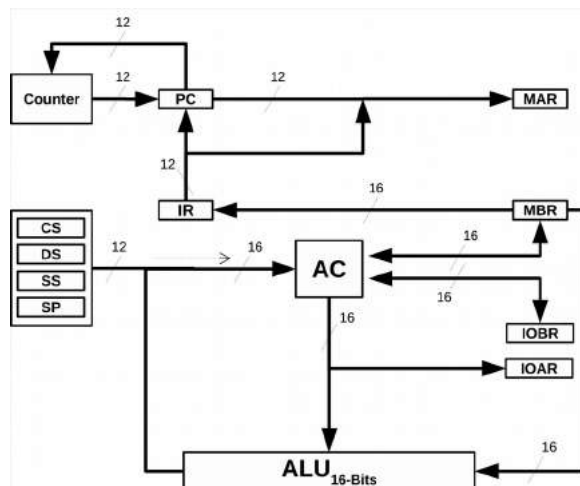 12
Counter
12
PC
12
MAR
12
IR
16
MBR
CS
DS
SS
SP
12
16
AC
16
16
16
IOBR
IOAR
16
ALU16-Bits